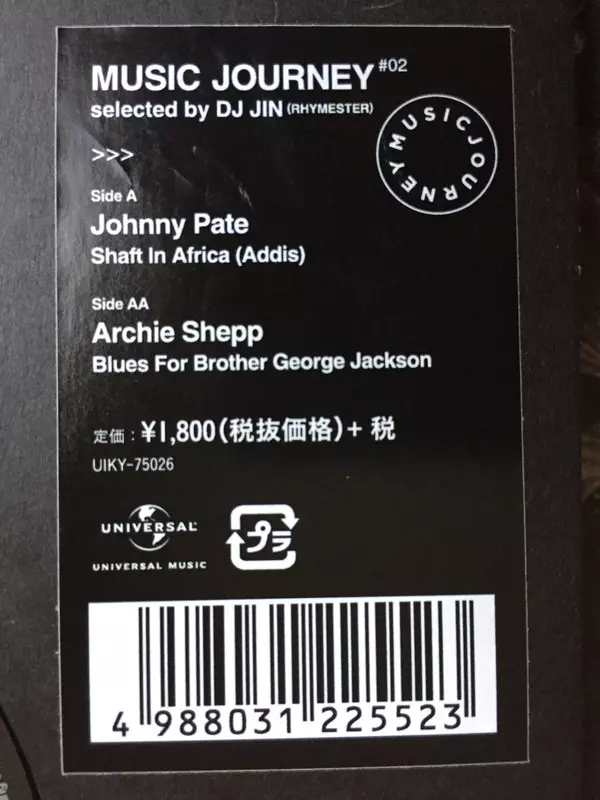 MUSIC JOURNEY #02
selected by DJ JIN (RHYMESTER)
MUSICJOURNEYMUSICJOURNEY
>>>
Side A
Johnny Pate
Shaft In Africa (Addis)
Side AA
Archie Shepp
Blues For Brother George Jackson
定価：¥1,800(税抜価格)+ 税
UIKY-75026
UNIVERSAL
UNIVERSAL MUSIC
プラ
4 988031 225523